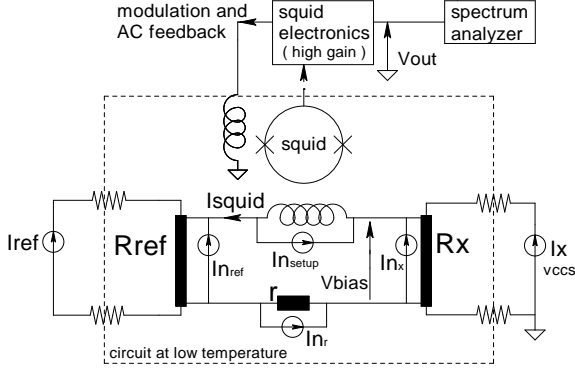 modulation and
AC feedback
squid
electronics
( high gain )
spectrum
analyzer
Vout
squid
Isquid
Iref
Rref
Inref
Insetup
Vbias
Inx
Rx
Ix
vccs
r
Inr
circuit at low temperature